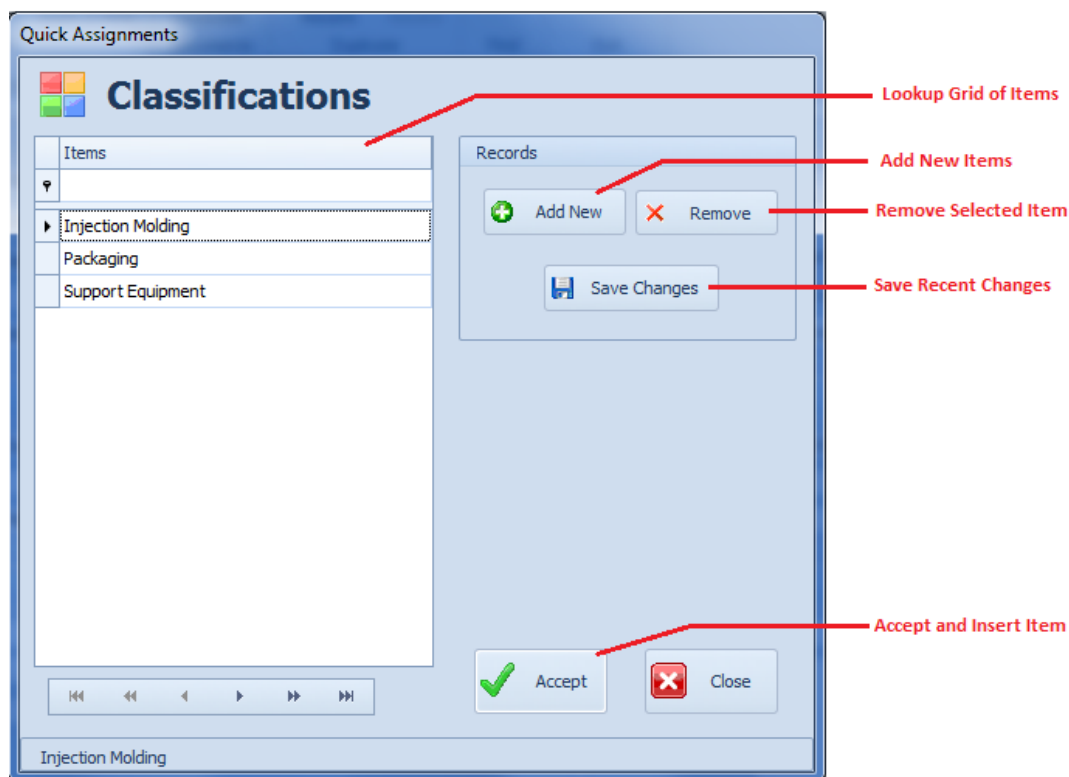 Quick Assignments
Classifications
Lookup Grid of Items
Items
Records
Add New Items
Add New
Remove
Remove Selected Item
Injection Molding
Packaging
Support Equipment
Save Changes
Save Recent Changes
Accept and Insert Item
Accept
Close
Injection Molding